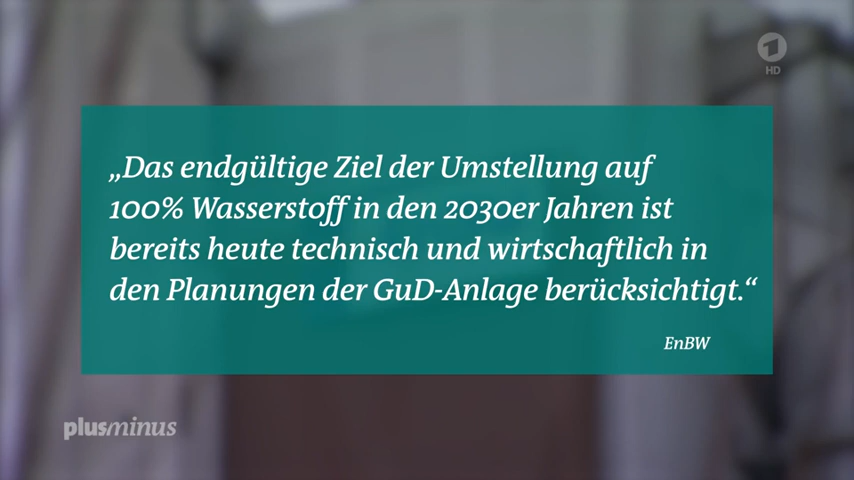 1
HD
„Das endgültige Ziel der Umstellung auf
100% Wasserstoff in den 2030er Jahren ist
bereits heute technisch und wirtschaftlich in
den Planungen der GuD-Anlage berücksichtigt.“
EnBW
plusminus